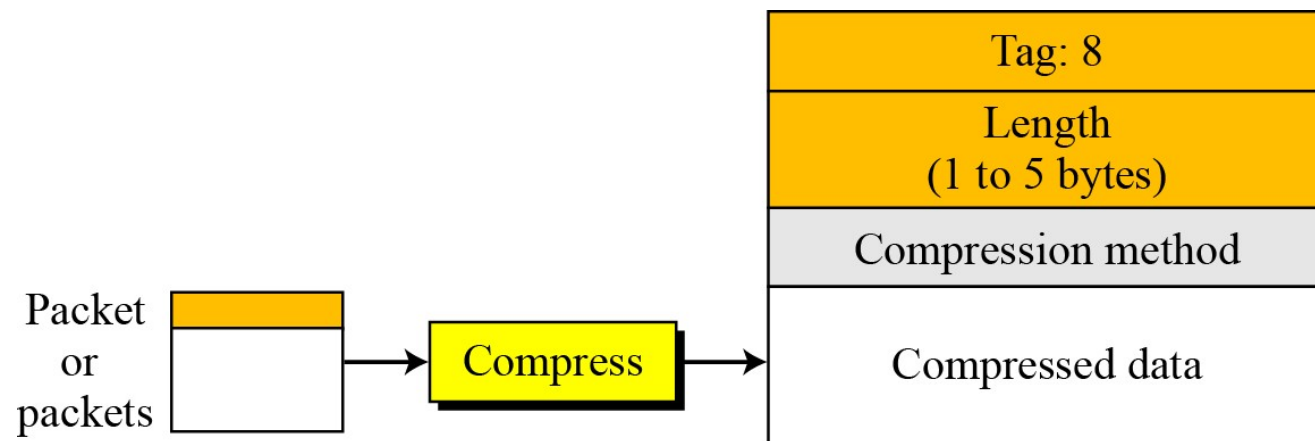 Tag: 8
Length
(1 to 5 bytes)
Compression method
Packet
or
packets
Compress
Compressed data